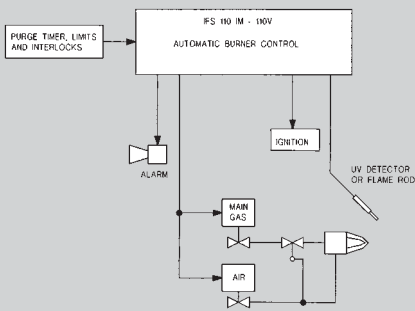 IFS 110 IM - 110V
AUTOMATIC BURNER CONTROL
PURGE TIMER, LIMITS
AND INTERLOCKS
ALARM
IGNITION
UV DETECTOR
OR FLAME ROD
MAIN
GAS
AIR